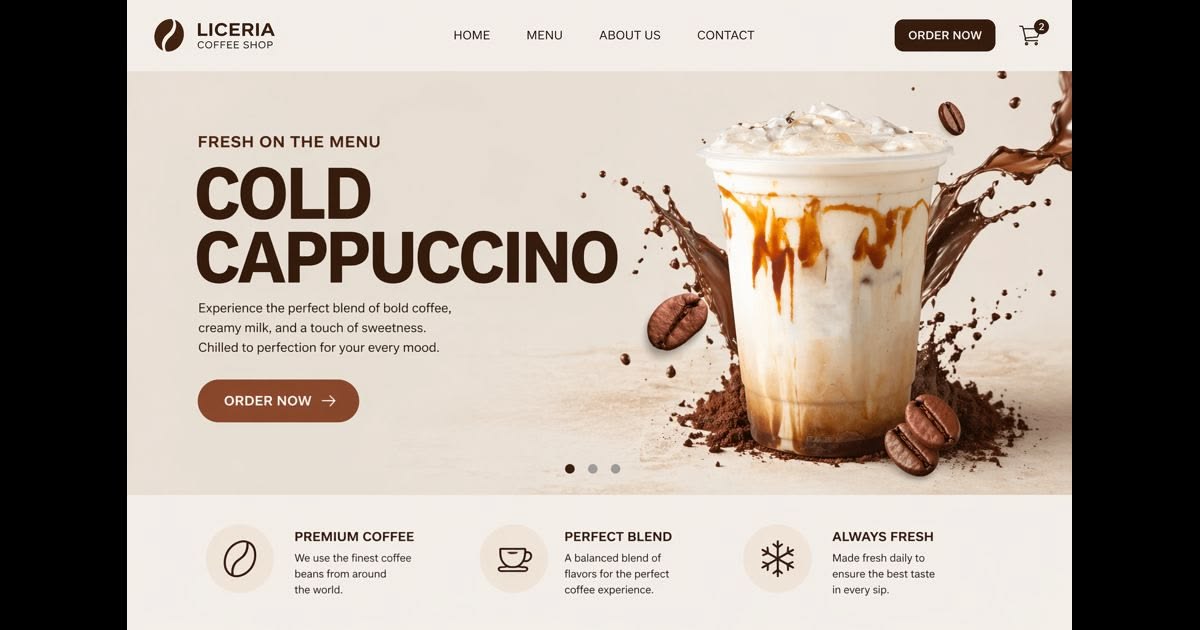 LICERIA
COFFEE SHOP
HOME
MENU
ABOUT US
CONTACT
ORDER NOW
2
FRESH ON THE MENU
COLD
CAPPUCCINO
Experience the perfect blend of bold coffee,
creamy milk, and a touch of sweetness.
Chilled to perfection for your every mood.
ORDER NOW
PREMIUM COFFEE
We use the finest coffee
beans from around
the world.
PERFECT BLEND
A balanced blend of
flavors for the perfect
coffee experience.
ALWAYS FRESH
Made fresh daily to
ensure the best taste
in every sip.